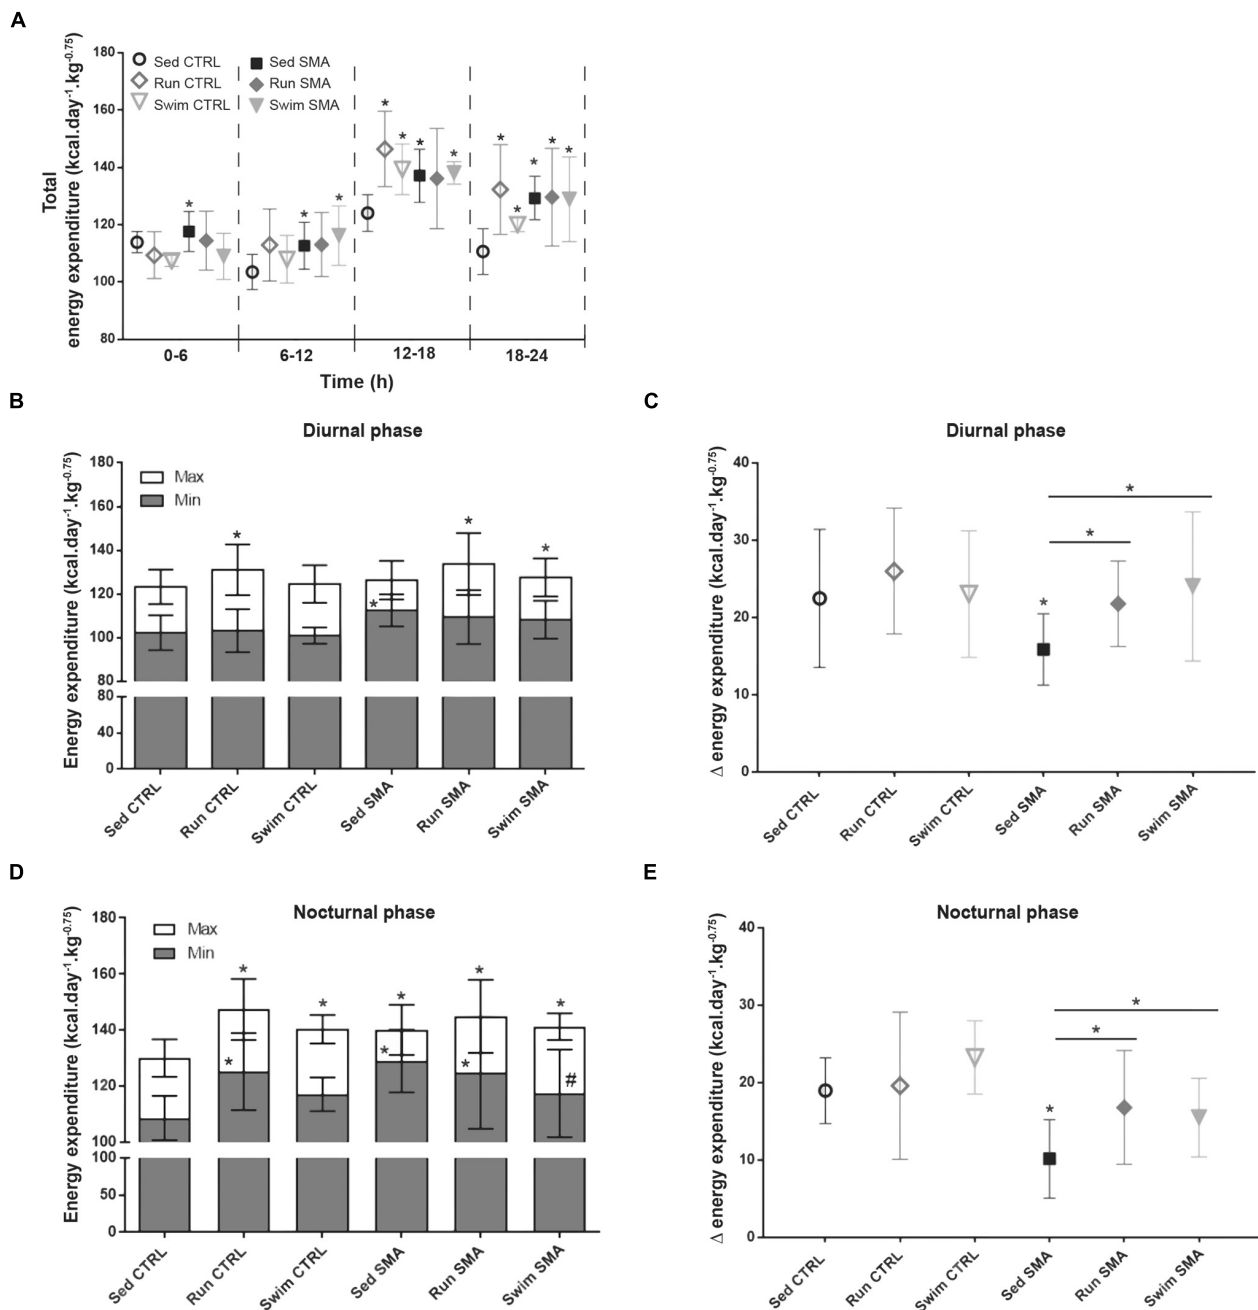 A
Total
energy expenditure (kcal.day-1.kg-0.75)
180
160
140
120
100
80
Sed CTRL
Run CTRL
Swim CTRL
Sed SMA
Run SMA
Swim SMA
* * * * * * * * * * * *
0-6
6-12
12-18
18-24
Time (h)
B
Diurnal phase
Energy expenditure (kcal.day-1.kg-0.75)
180
160
140
120
100
80
80
40
0
Max
Min
* * * *
Sed CTRL
Run CTRL
Swim CTRL
Sed SMA
Run SMA
Swim SMA
C
Diurnal phase
Δ energy expenditure (kcal.day-1.kg-0.75)
40
30
20
10
0
*
*
*
Sed CTRL
Run CTRL
Swim CTRL
Sed SMA
Run SMA
Swim SMA
D
Nocturnal phase
Energy expenditure (kcal.day-1.kg-0.75)
180
160
140
120
100
100
50
0
Max
Min
* * * * *
* * * #
Sed CTRL
Run CTRL
Swim CTRL
Sed SMA
Run SMA
Swim SMA
E
Nocturnal phase
Δ energy expenditure (kcal.day-1.kg-0.75)
40
30
20
10
0
*
*
*
Sed CTRL
Run CTRL
Swim CTRL
Sed SMA
Run SMA
Swim SMA